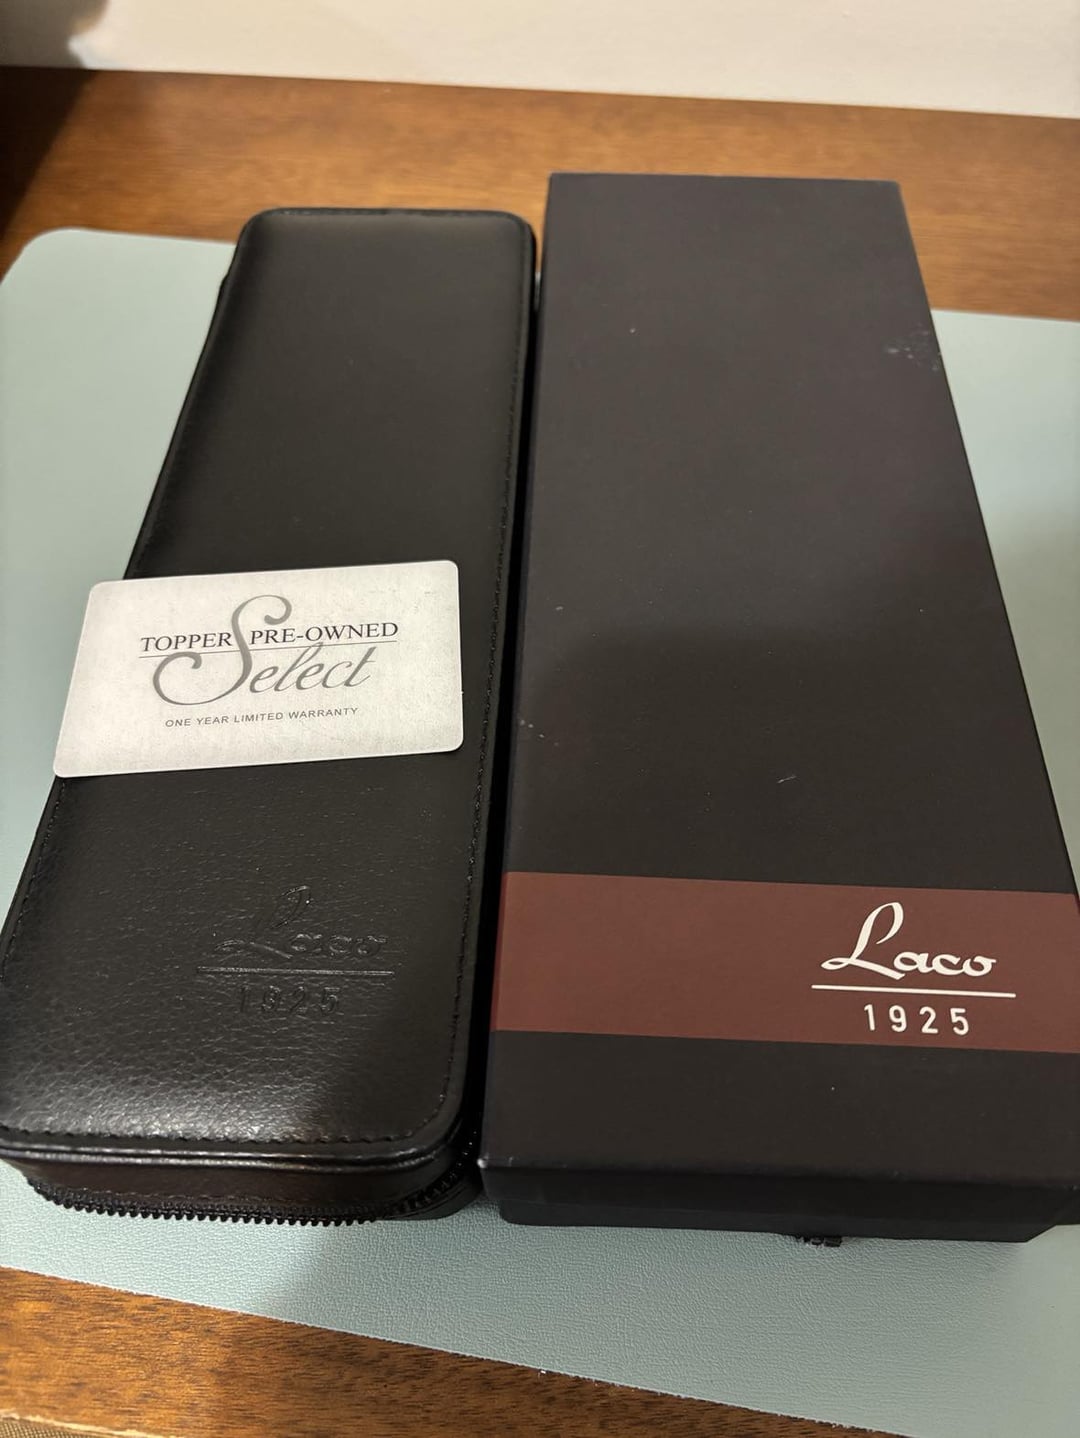 TOPPER PRE-OWNED
Select
ONE YEAR LIMITED WARRANTY
Laco
1925
Laco
1925